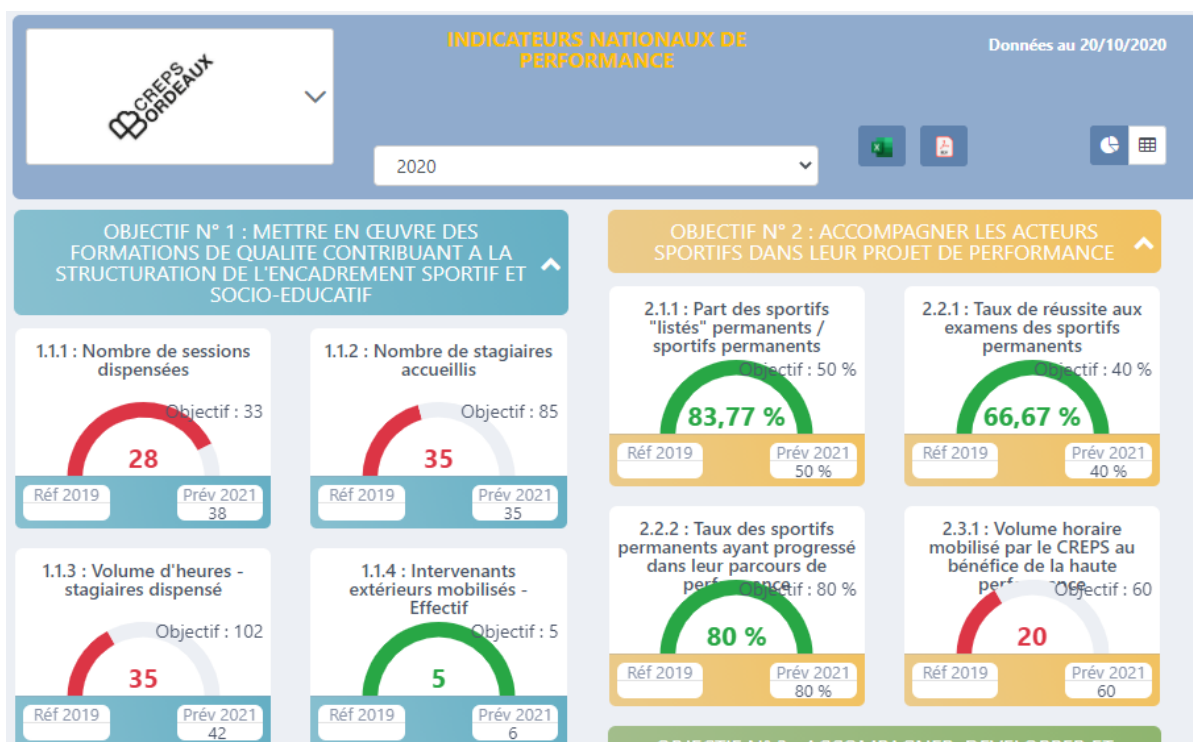 CREPS
BORDEAUX
INDICATEURS NATIONAUX DE
PERFORMANCE
Données au 20/10/2020
2020
OBJECTIF N° 1 : METTRE EN ŒUVRE DES
FORMATIONS DE QUALITE CONTRIBUANT A LA
STRUCTURATION DE L'ENCADREMENT SPORTIF ET
SOCIO-EDUCATIF
1.1.1 : Nombre de sessions
dispensées
Objectif : 33
28
Réf 2019
Prév 2021
38
1.1.2 : Nombre de stagiaires
accueillis
Objectif : 85
35
Réf 2019
Prév 2021
35
1.1.3 : Volume d'heures -
stagiaires dispensé
Objectif : 102
35
Réf 2019
Prév 2021
42
1.1.4 : Intervenants
extérieurs mobilisés -
Effectif
Objectif : 5
5
Réf 2019
Prév 2021
6
OBJECTIF N° 2 : ACCOMPAGNER LES ACTEURS
SPORTIFS DANS LEUR PROJET DE PERFORMANCE
2.1.1 : Part des sportifs
"listés" permanents /
sportifs permanents
Objectif : 50 %
83,77 %
Réf 2019
Prév 2021
50 %
2.2.1 : Taux de réussite aux
examens des sportifs
permanents
Objectif : 40 %
66,67 %
Réf 2019
Prév 2021
40 %
2.2.2 : Taux des sportifs
permanents ayant progressé
dans leur parcours de
performance
Objectif : 80 %
80 %
Réf 2019
Prév 2021
80 %
2.3.1 : Volume horaire
mobilisé par le CREPS au
bénéfice de la haute
performance
Objectif : 60
20
Réf 2019
Prév 2021
60